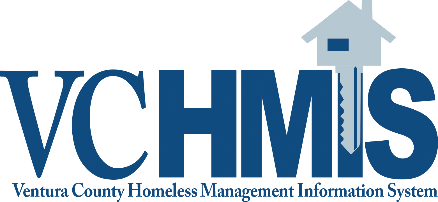 VCHMIS
Ventura County Homeless Management Information System